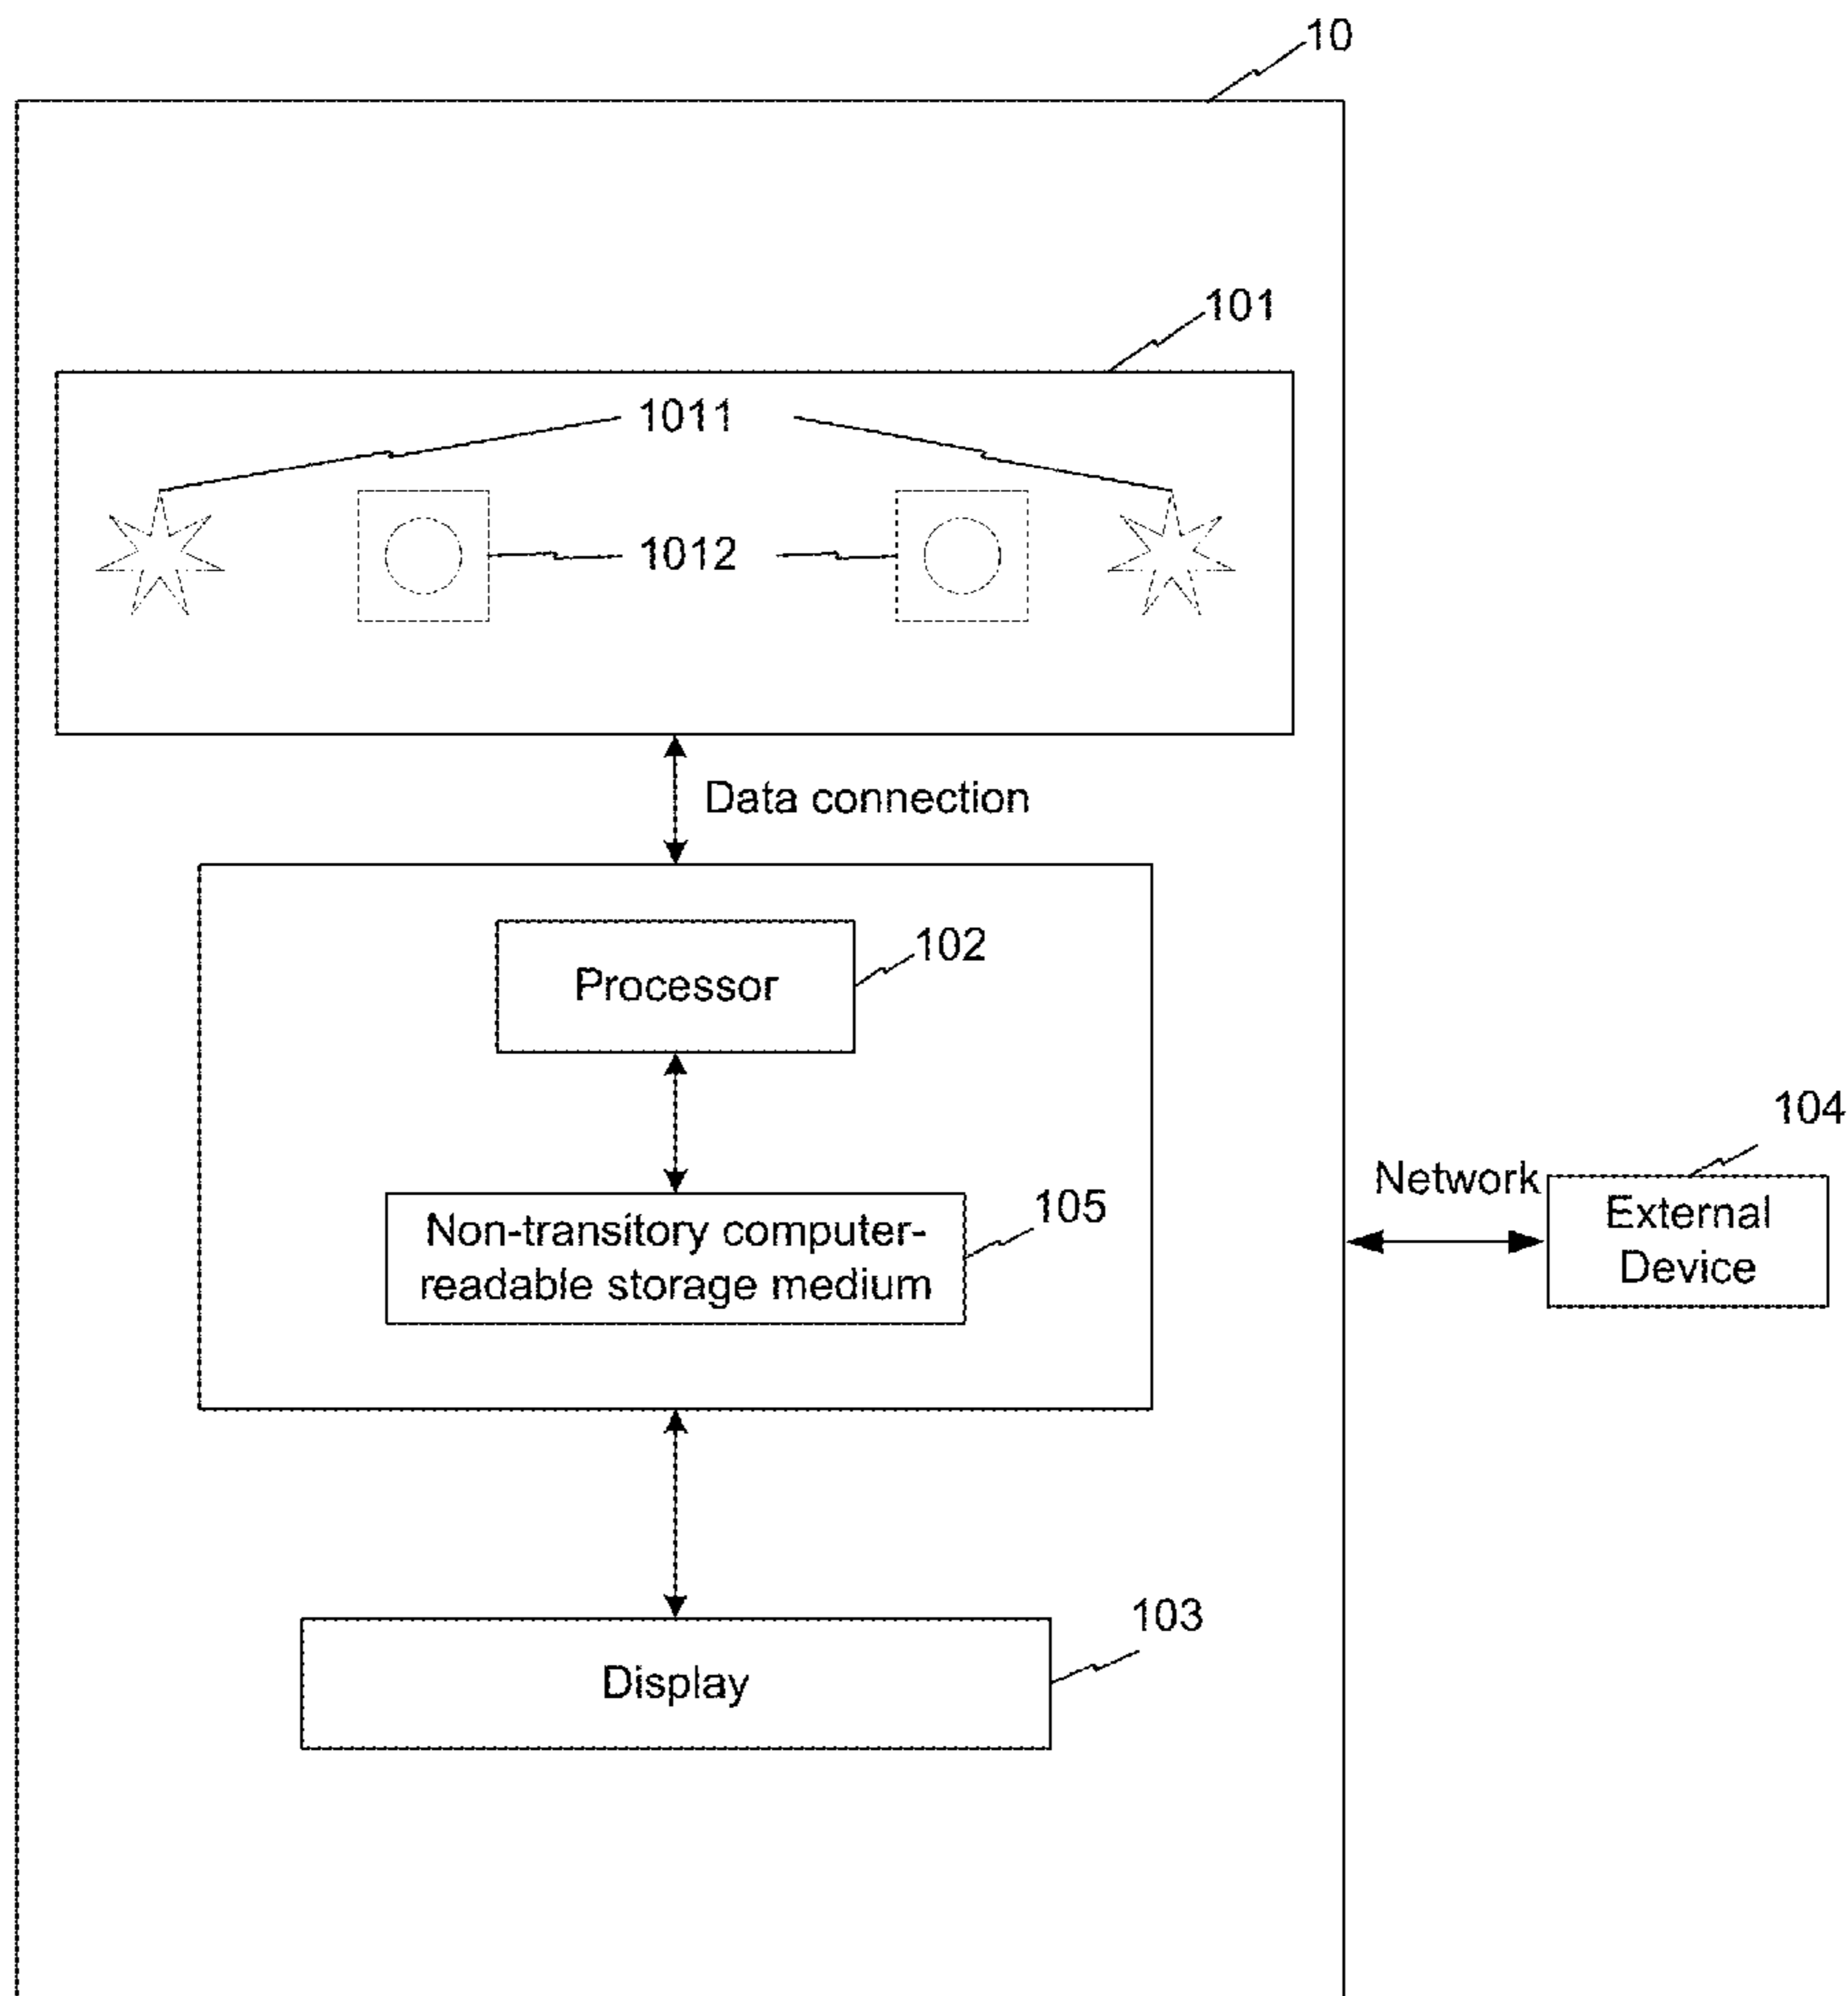 10
101
1011
1012
Data connection
102
Processor
104
Network
External
Device
105
Non-transitory computer-
readable storage medium
103
Display